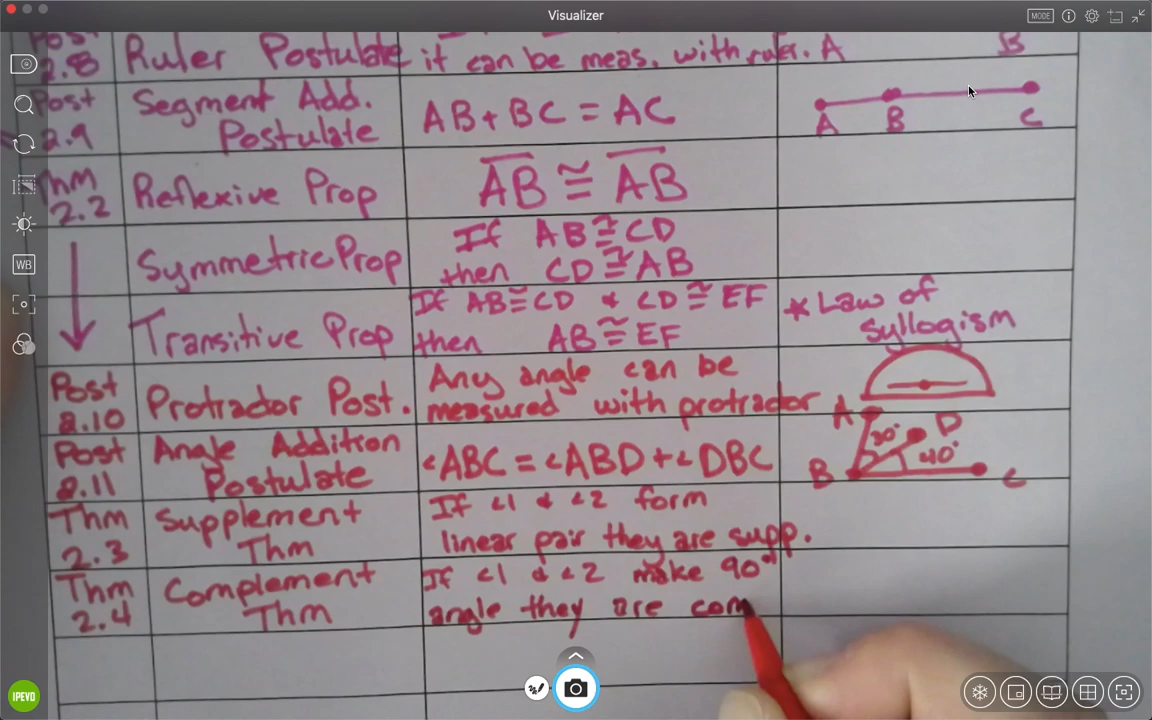 Visualizer
MODE
Post
2.8
Ruler Postulate
it can be meas. with ruler.
A B
Post
2.9
Segment Add.
Postulate
AB + BC = AC
A B C
Thm
2.2
Reflexive Prop
AB ≅ AB
Symmetric Prop
If AB ≅ CD
then CD ≅ AB
Transitive Prop
If AB ≅ CD & CD ≅ EF
then AB ≅ EF
* Law of
Syllogism
Post
2.10
Protractor Post.
Any angle can be
measured with protractor
Post
2.11
Angle Addition
Postulate
∠ABC = ∠ABD + ∠DBC
A
D
30°
40°
B C
Thm
2.3
Supplement
Thm
If ∠1 & ∠2 form
linear pair they are supp.
Thm
2.4
Complement
Thm
If ∠1 & ∠2 make 90°
angle they are com
WB
IPEVO